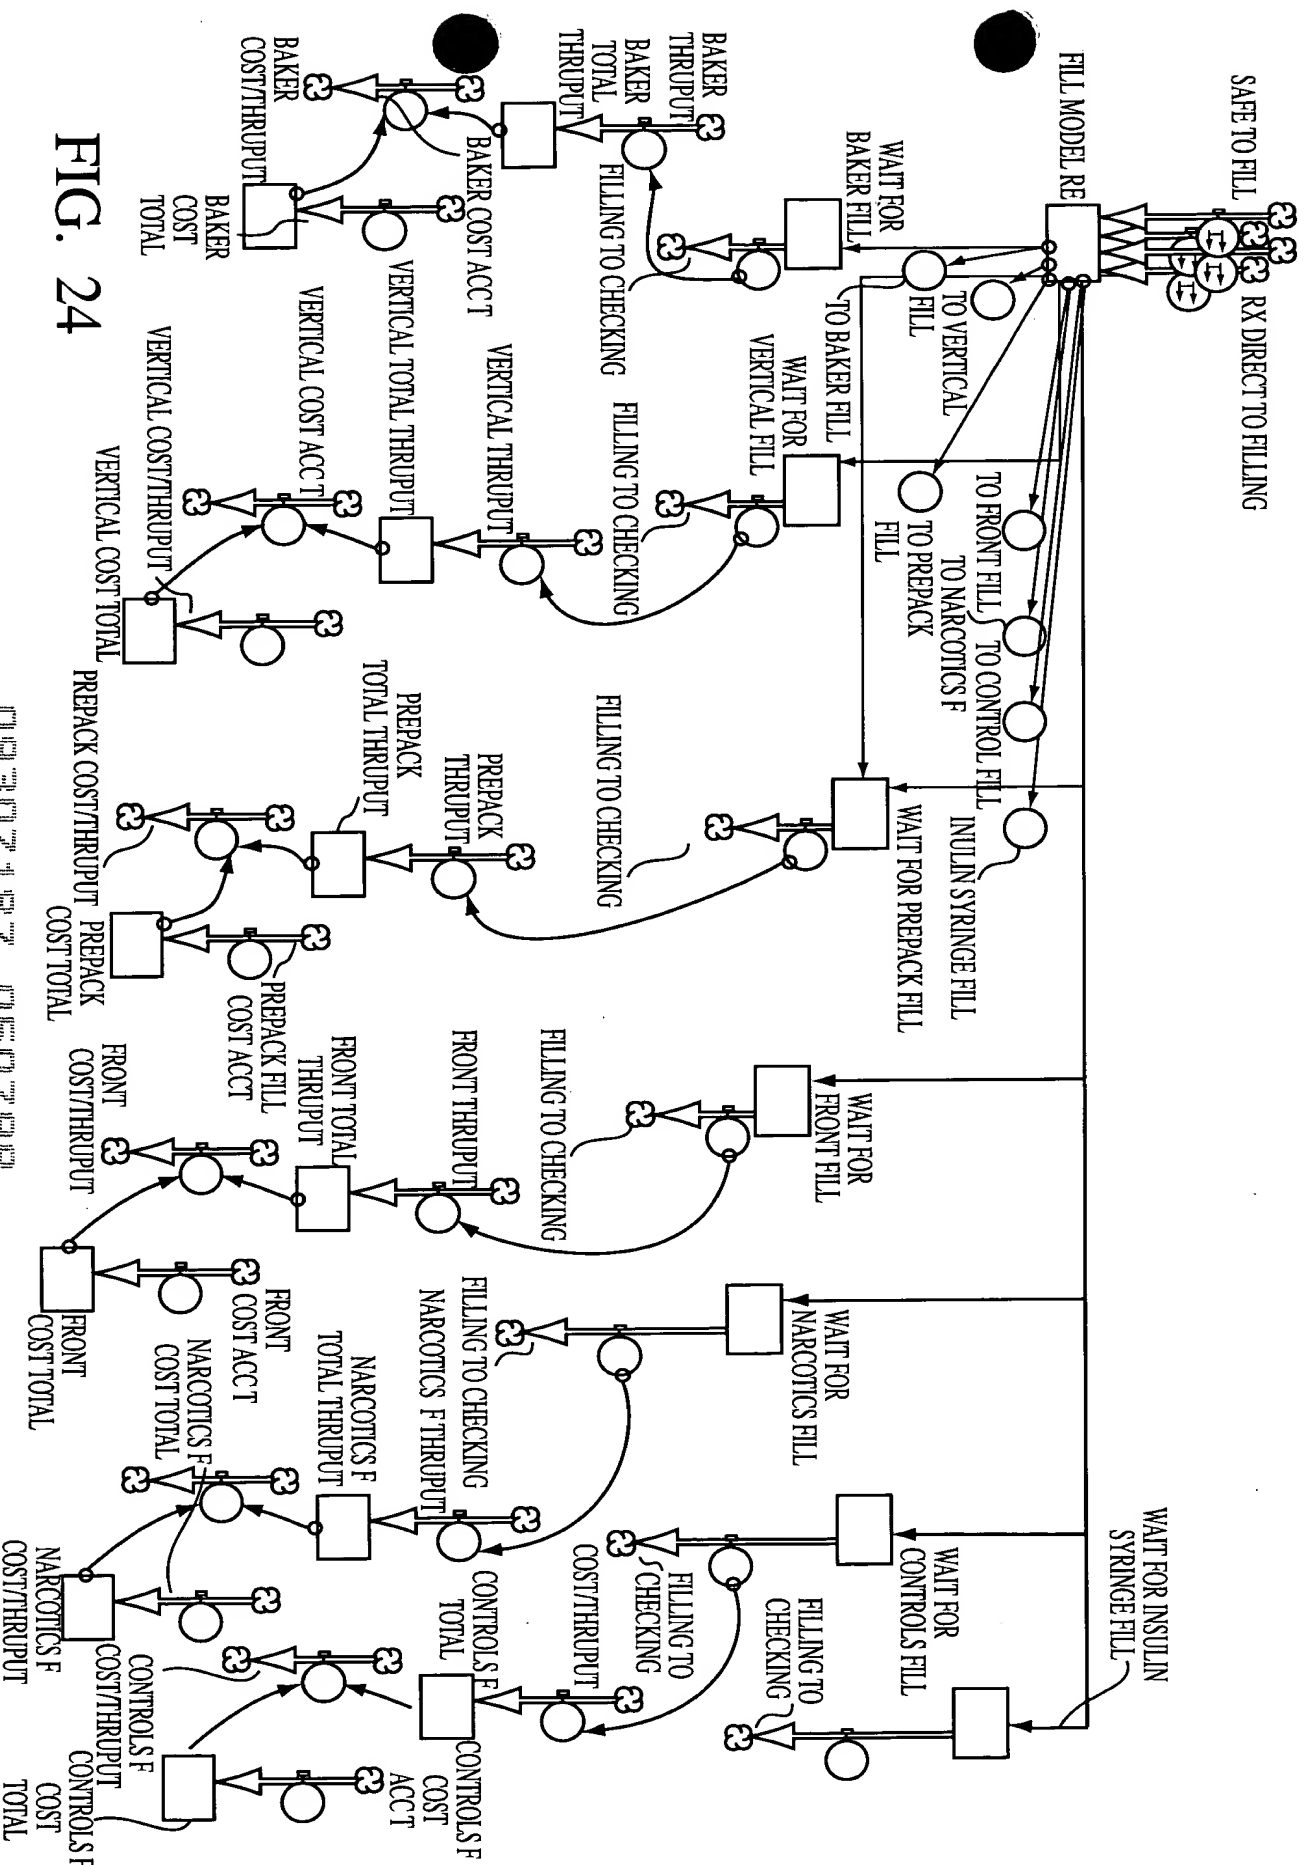 SAFE TO FILL
RX DIRECT TO FILLING
FILL MODEL RE
TO VERTICAL
FILL
TO BAKER FILL
TO PREPACK
FILL
TO FRONT FILL
TO NARCOTICS F
TO CONTROL FILL
INULIN SYRINGE FILL
WAIT FOR
BAKER FILL
WAIT FOR
VERTICAL FILL
WAIT FOR PREPACK FILL
WAIT FOR
FRONT FILL
WAIT FOR
NARCOTICS FILL
WAIT FOR
CONTROLS FILL
WAIT FOR INSULIN
SYRINGE FILL
FILLING TO CHECKING
FILLING TO CHECKING
FILLING TO CHECKING
FILLING TO CHECKING
FILLING TO CHECKING
FILLING TO
CHECKING
FILLING TO
CHECKING
BAKER
THRUPUT
BAKER
TOTAL
THRUPUT
BAKER COST ACC T
BAKER
COST/THRUPUT
BAKER
COST
TOTAL
VERTICAL THRUPUT
VERTICAL TOTAL THRUPUT
VERTICAL COST ACC T
VERTICAL COST/THRUPUT
VERTICAL COST TOTAL
PREPACK
THRUPUT
PREPACK
TOTAL THRUPUT
PREPACK COST/THRUPUT
PREPACK FILL
COST ACCT
PREPACK
COST TOTAL
FRONT THRUPUT
FRONT TOTAL
THRUPUT
FRONT
COST/THRUPUT
FRONT
COST ACC T
FRONT
COST TOTAL
NARCOTICS F THRUPUT
NARCOTICS F
TOTAL THRUPUT
NARCOTICS F
COST TOTAL
NARCOTICS F
COST/THRUPUT
COST/THRUPUT
CONTROLS F
TOTAL
CONTROLS F
COST
ACC T
CONTROLS F
COST/THRUPUT
CONTROLS F
COST
TOTAL
FIG. 24